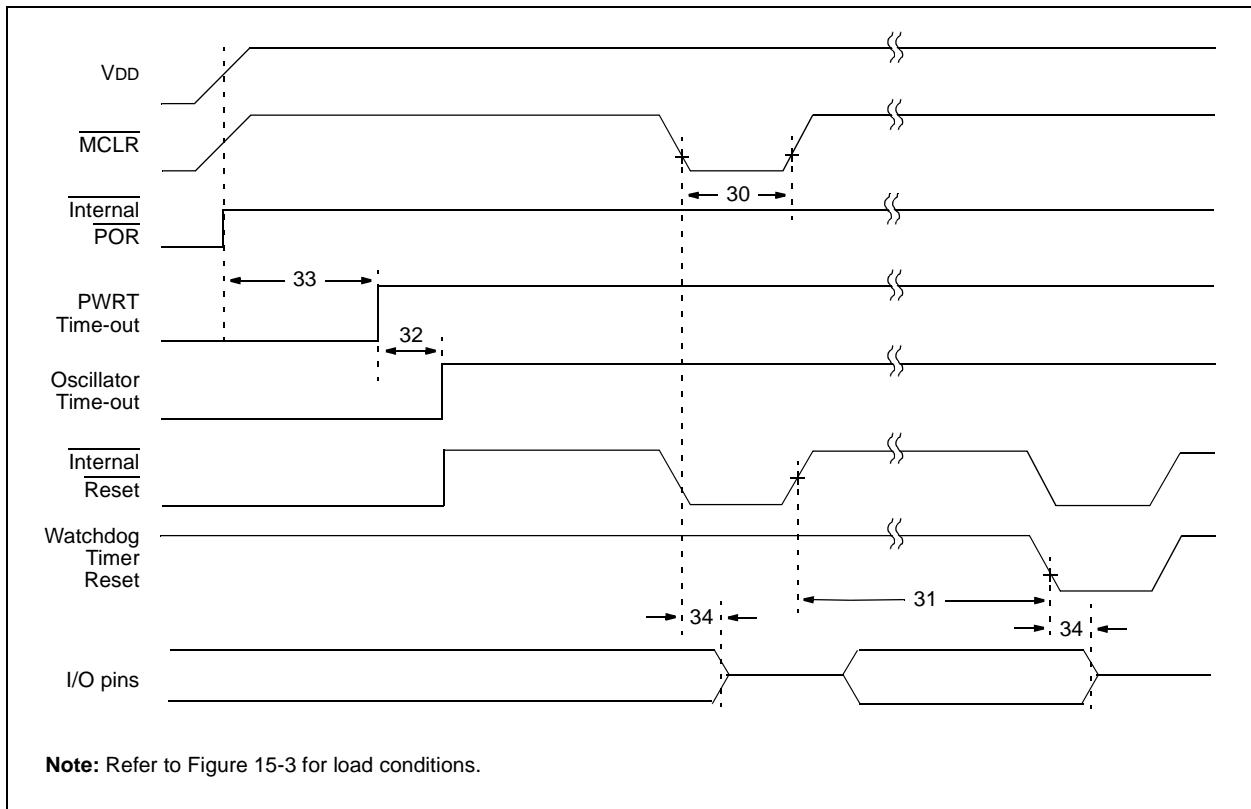 VDD
MCLR
30
Internal
POR
33
PWRT
Time-out
32
Oscillator
Time-out
Internal
Reset
Watchdog
Timer
Reset
31
34
34
I/O pins
Note: Refer to Figure 15-3 for load conditions.